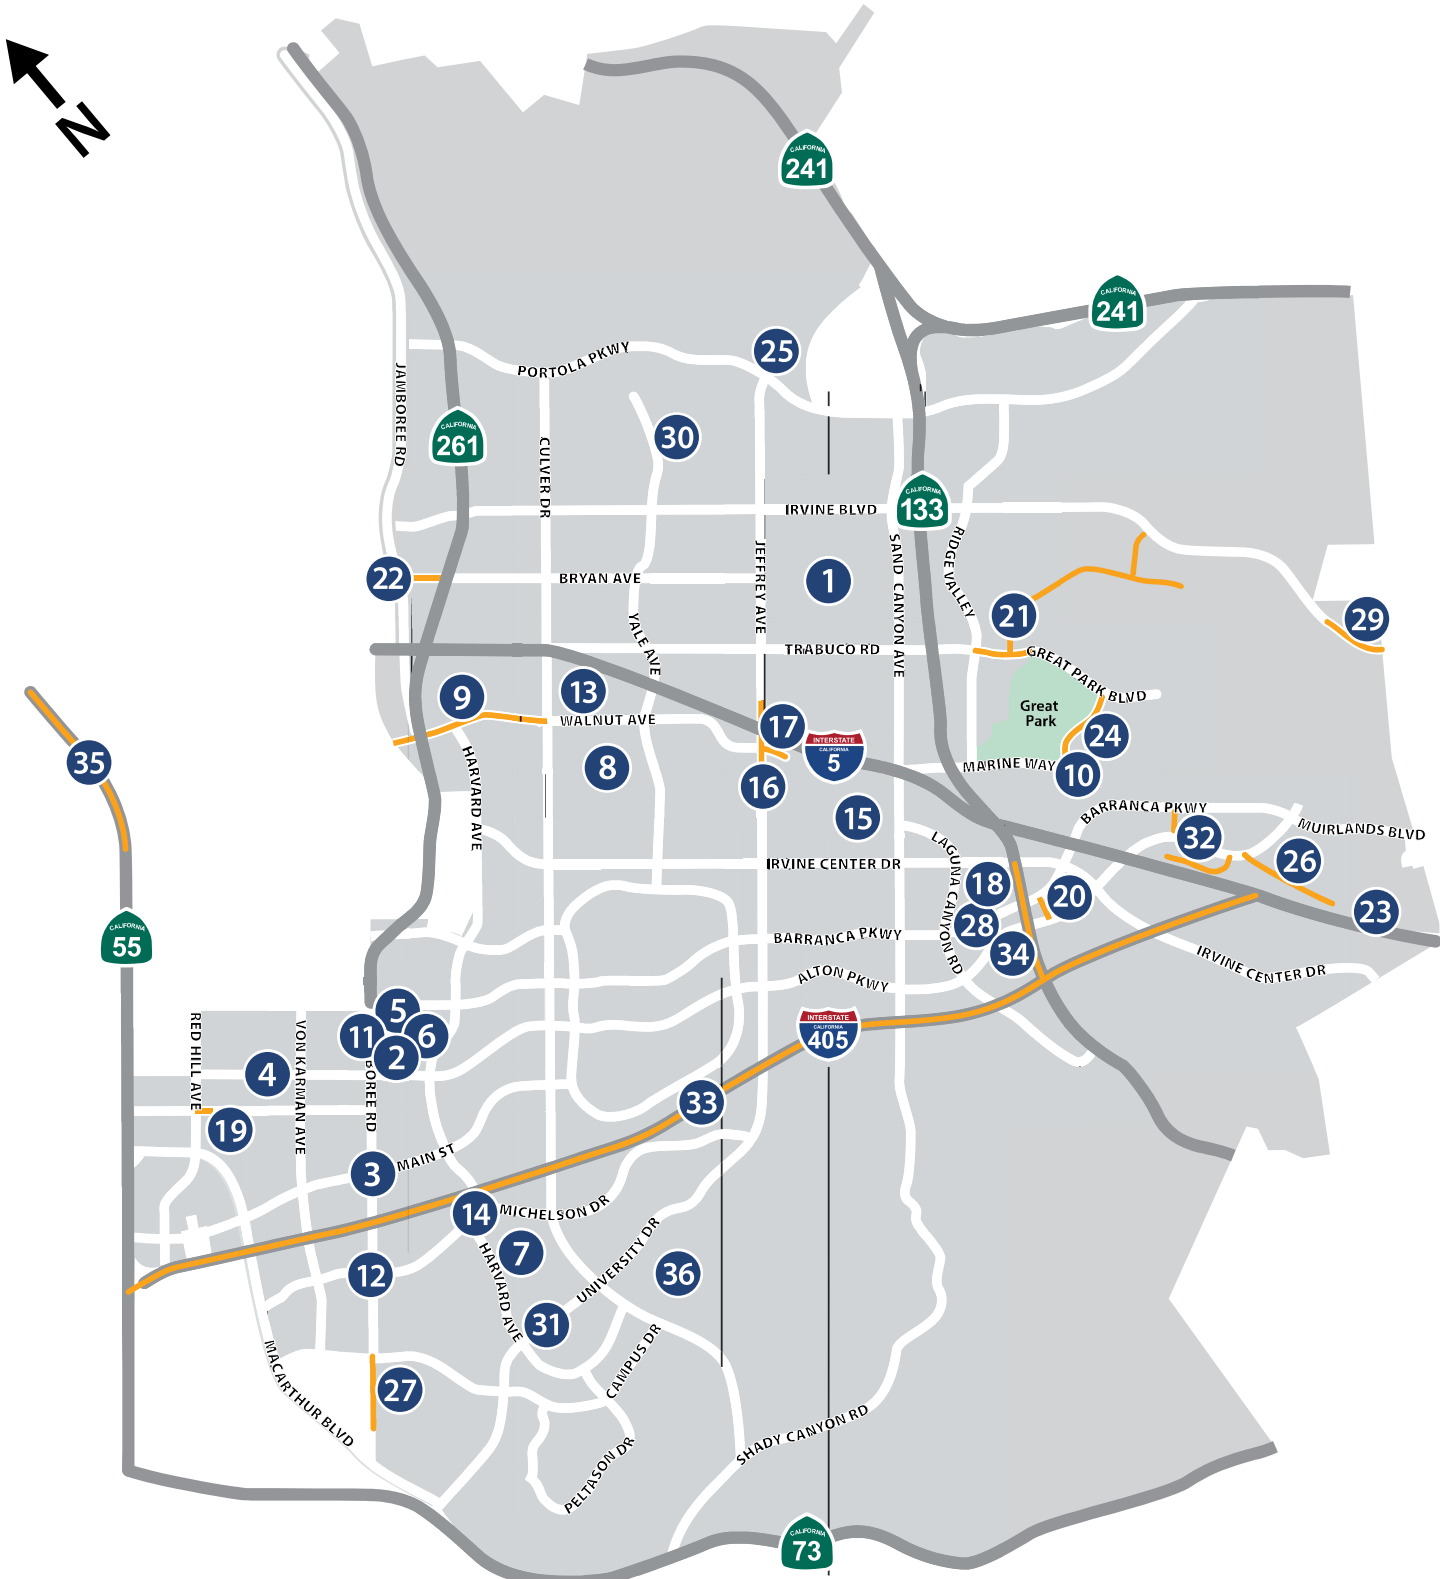 N
CALIFORNIA
241
CALIFORNIA
241
25
PORTOLA PKWY
JAMBOREE RD
CALIFORNIA
261
30
CULVER DR
CALIFORNIA
133
IRVINE BLVD
22
BRYAN AVE
JEFFREY AVE
1
SAND CANYON AVE
RIDGE VALLEY
21
29
YALE AVE
TRABUCO RD
GREAT PARK BLVD
9
13
WALNUT AVE
17
Great
Park
24
35
HARVARD AVE
8
INTERSTATE
CALIFORNIA
5
MARINE WAY
10
16
15
BARRANCA PKWY
MUIRLANDS BLVD
32
LAGUNA CANYON RD
IRVINE CENTER DR
26
18
20
23
CALIFORNIA
55
28
BARRANCA PKWY
34
ALTON PKWY
IRVINE CENTER DR
5
11
6
2
INTERSTATE
CALIFORNIA
405
RED HILL AVE
VON KARMAN AVE
BOREE RD
4
33
19
MAIN ST
3
14
MICHELSON DR
7
HARVARD AVE
UNIVERSITY DR
36
12
31
MACARTHUR BLVD
CAMPUS DR
27
SHADY CANYON RD
PELTASON DR
CALIFORNIA
73